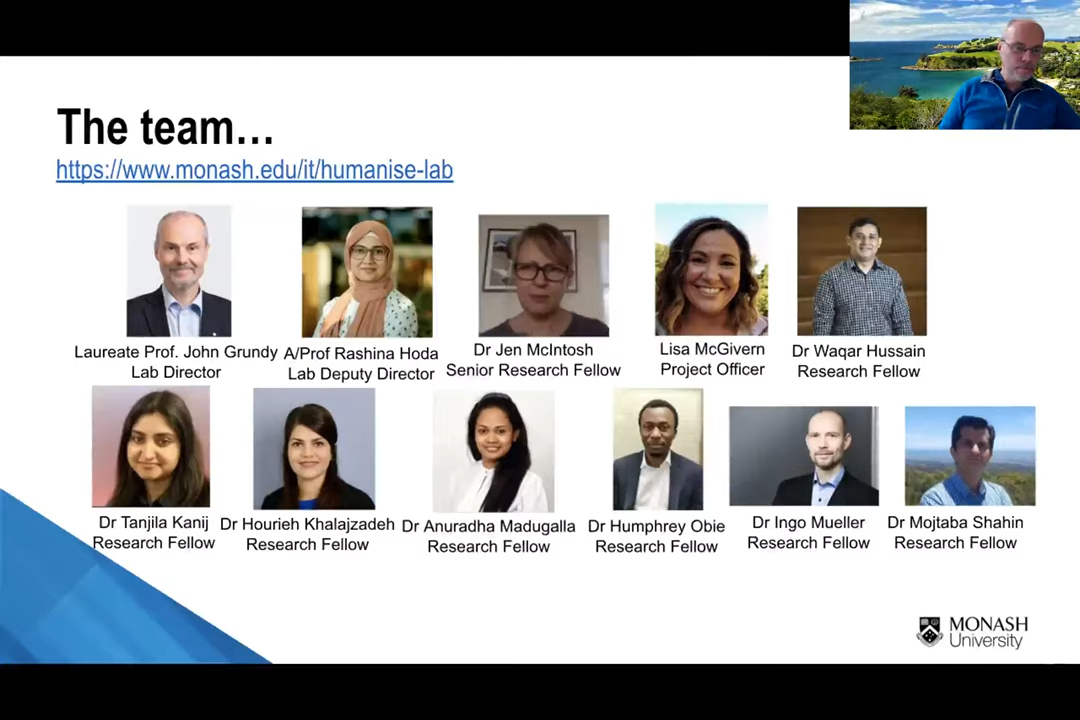 The team…
https://www.monash.edu/it/humanise-lab
Laureate Prof. John Grundy
Lab Director
A/Prof Rashina Hoda
Lab Deputy Director
Dr Jen McIntosh
Senior Research Fellow
Lisa McGivern
Project Officer
Dr Waqar Hussain
Research Fellow
Dr Tanjila Kanij
Research Fellow
Dr Hourieh Khalajzadeh
Research Fellow
Dr Anuradha Madugalla
Research Fellow
Dr Humphrey Obie
Research Fellow
Dr Ingo Mueller
Research Fellow
Dr Mojtaba Shahin
Research Fellow
MONASH
University